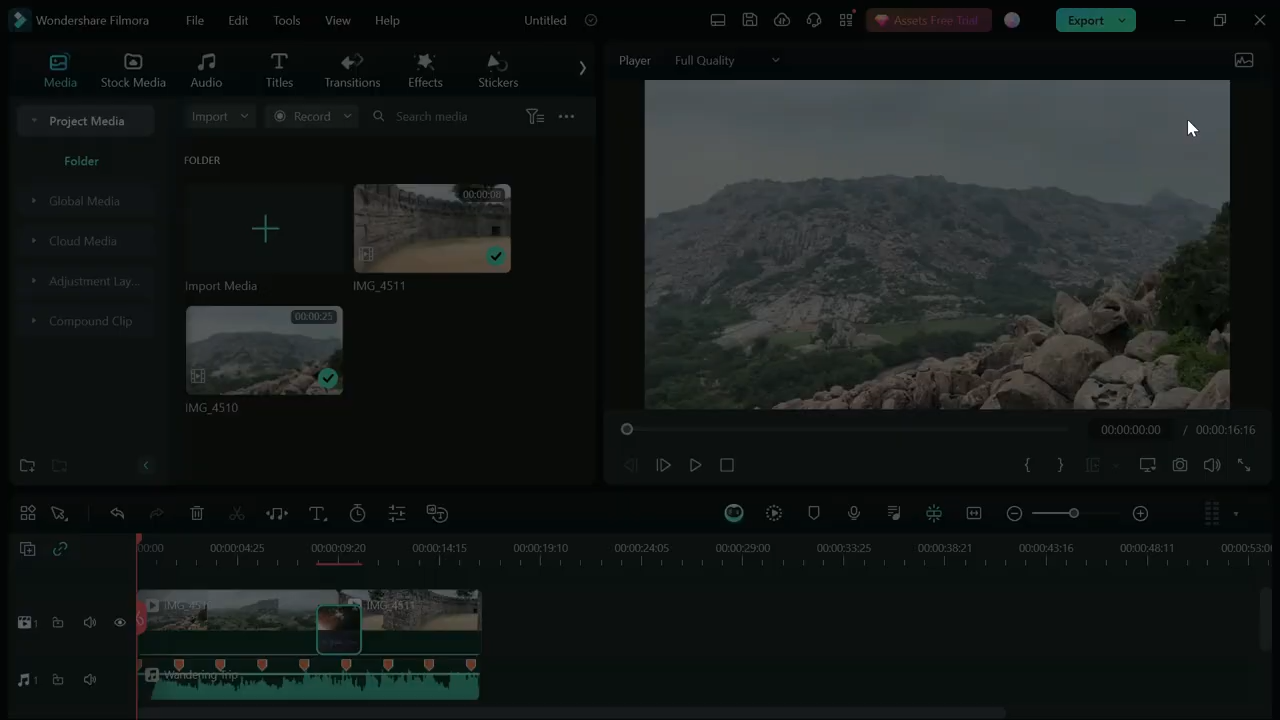 Wondershare Filmora File Edit Tools View Help Untitled Assets Free Trial Export
Media Stock Media Audio Titles Transitions Effects Stickers
Player Full Quality
Project Media Import Record Search media
Folder FOLDER
Global Media
Cloud Media
Adjustment Lay...
Compound Clip
00:00:08
Import Media IMG_4511
00:00:25
IMG_4510
00:00:00:00 / 00:00:16:16
00:00 00:00:04:25 00:00:09:20 00:00:14:15 00:00:19:10 00:00:24:05 00:00:29:00 00:00:33:25 00:00:38:21 00:00:43:16 00:00:48:11 00:00:53:0
1 IMG_4511
1 Wandering Trip